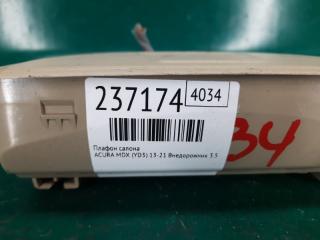 237174 4034
Плафон салона
ACURA MDX (YD3) 13-21 Внедорожник 3.5
34